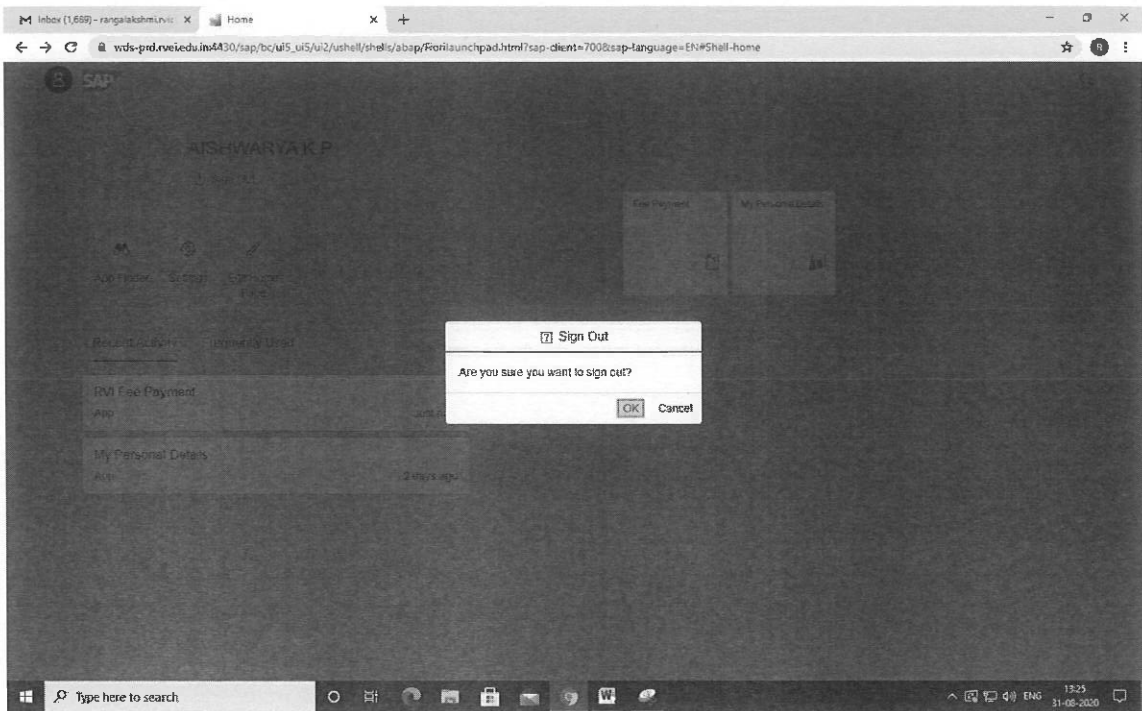 Inbox (1,669) - rangalakshmi.rvi
Home
wds-prd.rvei.edu.in:4430/sap/bc/ui5_ui5/ui2/ushell/shells/abap/Fiorilaunchpad.html?sap-client=700&sap-language=EN#Shell-home
SAP
AISHWARYA K P
Fee Payment
My Personal Details
App Finder
Settings
Sign Out
Are you sure you want to sign out?
OK
Cancel
RVI Fee Payment
App
My Personal Details
App
2 days ago
Type here to search
ENG
13:25
31-08-2020